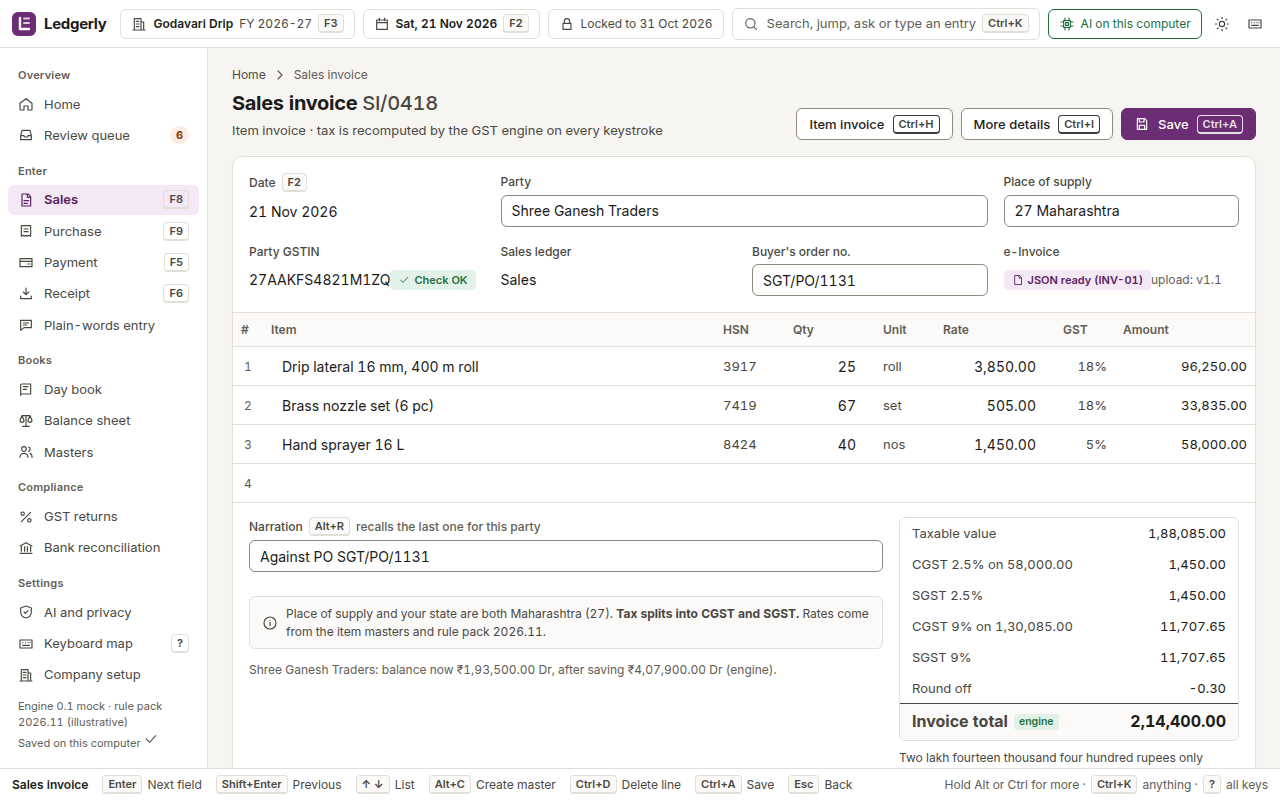 Ledgerly
Godavari Drip FY 2026-27 F3
Sat, 21 Nov 2026 F2
Locked to 31 Oct 2026
Search, jump, ask or type an entry Ctrl+K
AI on this computer
Overview
Home
Review queue 6
Enter
Sales F8
Purchase F9
Payment F5
Receipt F6
Plain-words entry
Books
Day book
Balance sheet
Masters
Compliance
GST returns
Bank reconciliation
Settings
AI and privacy
Keyboard map ?
Company setup
Engine 0.1 mock · rule pack
2026.11 (illustrative)
Saved on this computer
Home > Sales invoice
Sales invoice SI/0418
Item invoice · tax is recomputed by the GST engine on every keystroke
Item invoice Ctrl+H
More details Ctrl+I
Save Ctrl+A
Date F2
21 Nov 2026
Party
Shree Ganesh Traders
Place of supply
27 Maharashtra
Party GSTIN
27AAKFS4821M1ZQ Check OK
Sales ledger
Sales
Buyer's order no.
SGT/PO/1131
e-Invoice
JSON ready (INV-01) upload: v1.1
# Item HSN Qty Unit Rate GST Amount
1 Drip lateral 16 mm, 400 m roll 3917 25 roll 3,850.00 18% 96,250.00
2 Brass nozzle set (6 pc) 7419 67 set 505.00 18% 33,835.00
3 Hand sprayer 16 L 8424 40 nos 1,450.00 5% 58,000.00
4
Narration Alt+R recalls the last one for this party
Against PO SGT/PO/1131
Place of supply and your state are both Maharashtra (27). Tax splits into CGST and SGST. Rates come
from the item masters and rule pack 2026.11.
Shree Ganesh Traders: balance now ₹1,93,500.00 Dr, after saving ₹4,07,900.00 Dr (engine).
Taxable value 1,88,085.00
CGST 2.5% on 58,000.00 1,450.00
SGST 2.5% 1,450.00
CGST 9% on 1,30,085.00 11,707.65
SGST 9% 11,707.65
Round off -0.30
Invoice total engine 2,14,400.00
Two lakh fourteen thousand four hundred rupees only
Sales invoice Enter Next field Shift+Enter Previous ↑↓ List Alt+C Create master Ctrl+D Delete line Ctrl+A Save Esc Back
Hold Alt or Ctrl for more · Ctrl+K anything · ? all keys